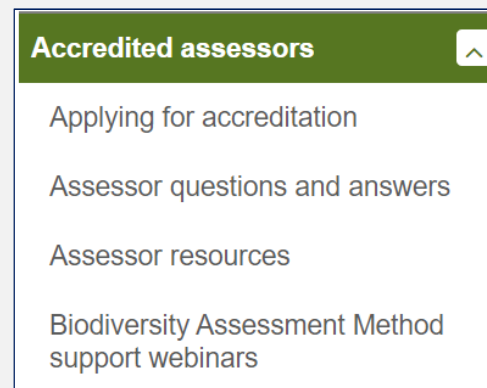 Accredited assessors
Applying for accreditation
Assessor questions and answers
Assessor resources
Biodiversity Assessment Method
support webinars